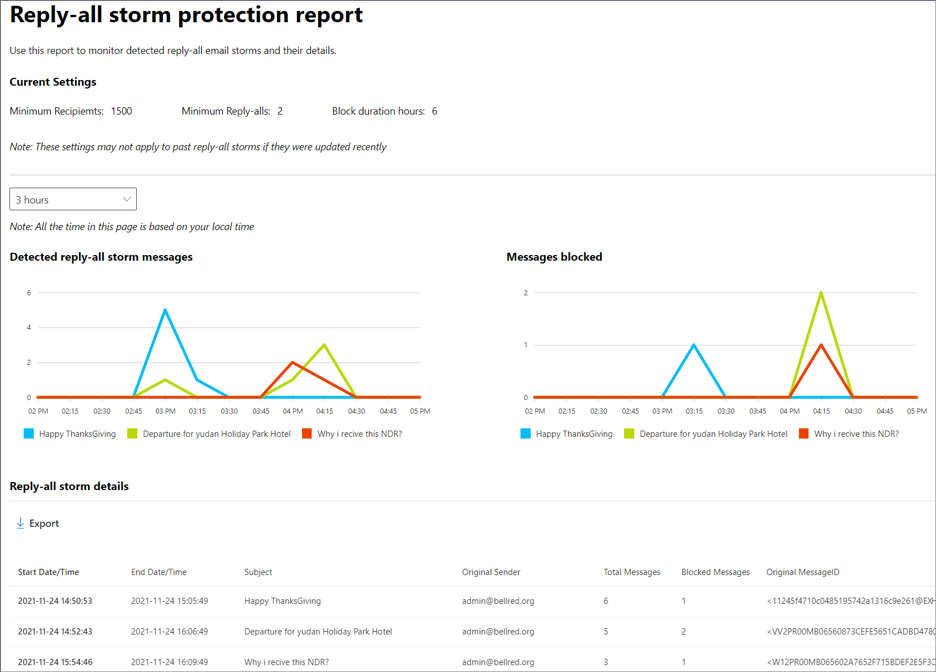 Reply-all storm protection report
Use this report to monitor detected reply-all email storms and their details.
Current Settings
Minimum Recipiemts: 1500 Minimum Reply-alls: 2 Block duration hours: 6
Note: These settings may not apply to past reply-all storms if they were updated recently
3 hours
Note: All the time in this page is based on your local time
Detected reply-all storm messages
6
4
2
0
02 PM 02:15 02:30 02:45 03 PM 03:15 03:30 03:45 04 PM 04:15 04:30 04:45 05 PM
Happy ThanksGiving Departure for yudan Holiday Park Hotel Why i recive this NDR?
Messages blocked
2
1
0
02 PM 02:15 02:30 02:45 03 PM 03:15 03:30 03:45 04 PM 04:15 04:30 04:45 05 PM
Happy ThanksGiving Departure for yudan Holiday Park Hotel Why i recive this NDR?
Reply-all storm details
Export
Start Date/Time End Date/Time Subject Original Sender Total Messages Blocked Messages Original MessageID
2021-11-24 14:50:53 2021-11-24 15:05:49 Happy ThanksGiving admin@bellred.org 6 1 <11245f4710c0485195742a1316c9e261@EXH
2021-11-24 14:52:43 2021-11-24 16:06:49 Departure for yudan Holiday Park Hotel admin@bellred.org 5 2 <VV2PR00MB06560873CEFE5651CADBD478C
2021-11-24 15:54:46 2021-11-24 16:09:49 Why i recive this NDR? admin@bellred.org 3 1 <W12PR00MB065602A7652F715BDEF2E5F3C